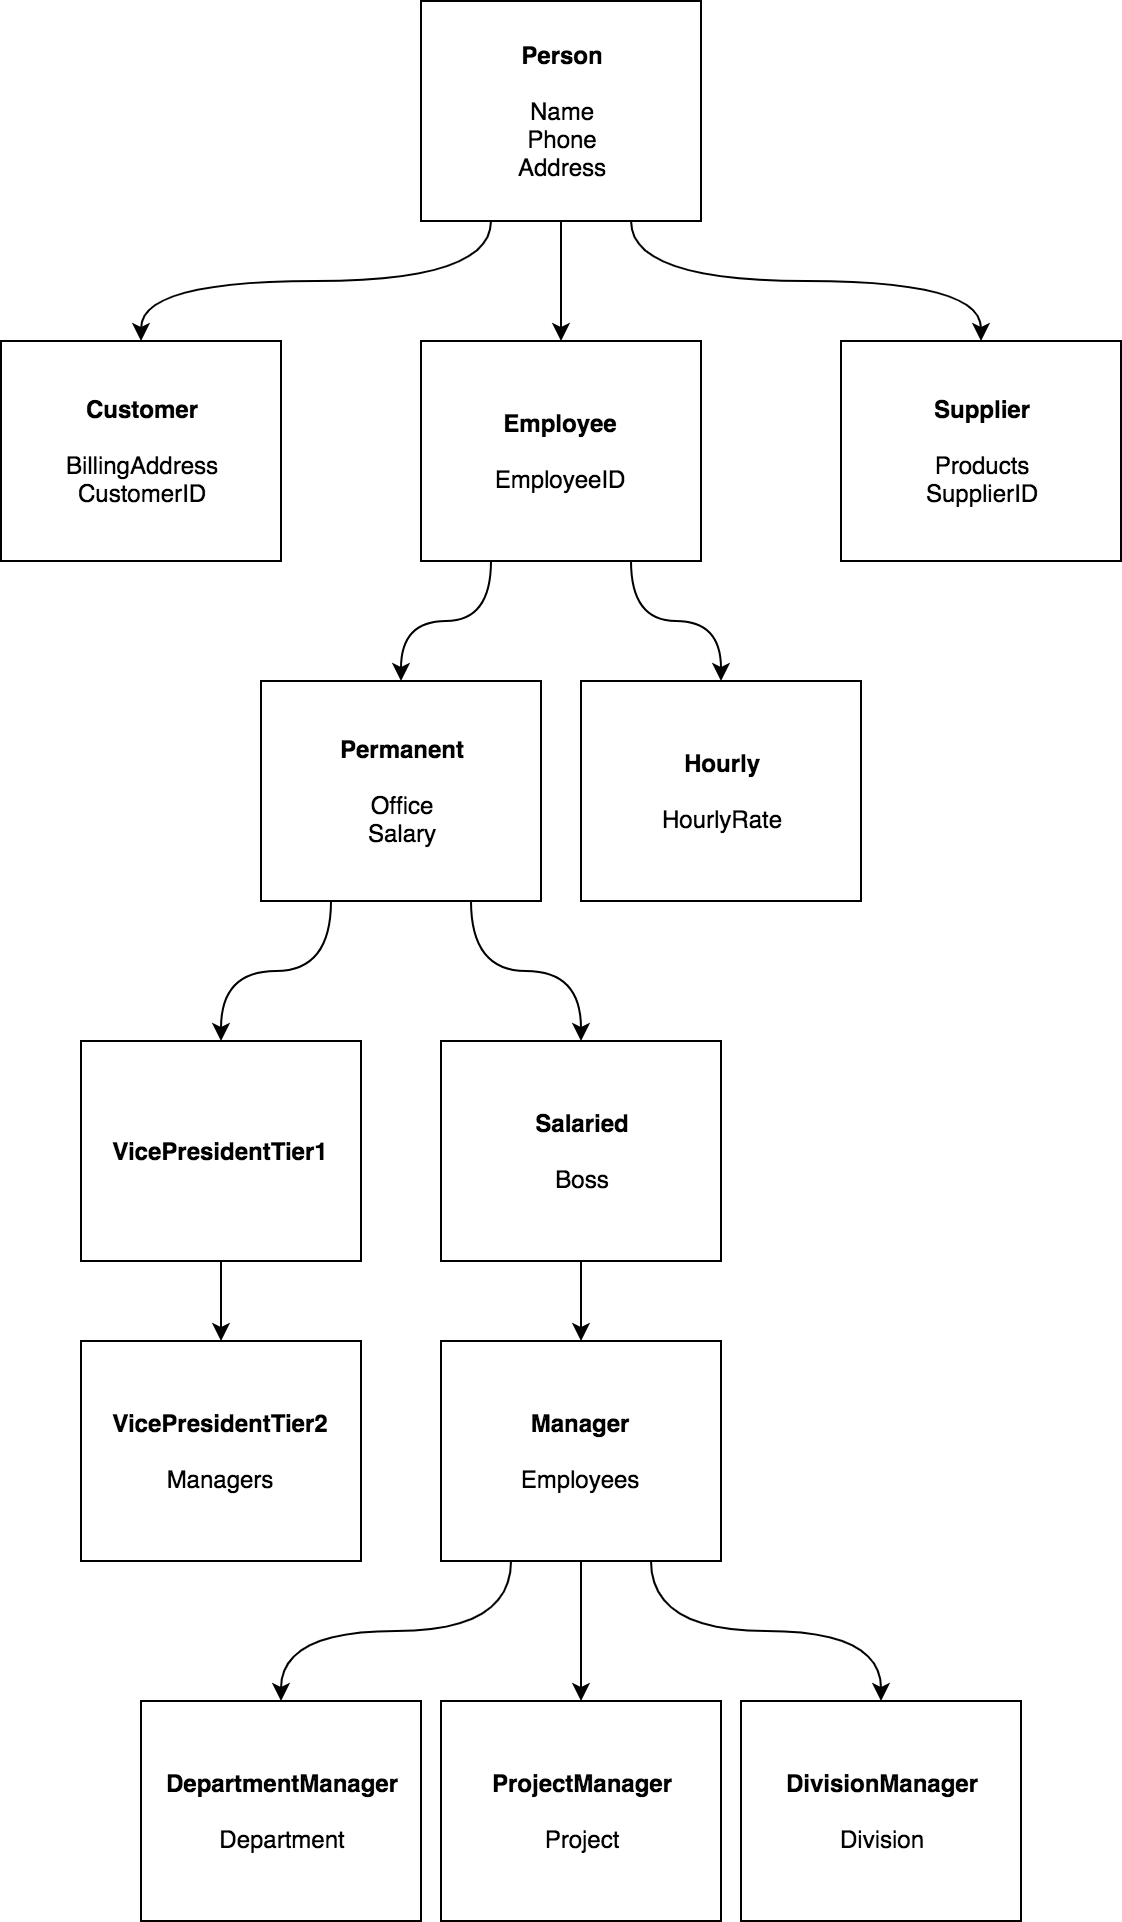 Person
Name
Phone
Address
Customer
BillingAddress
CustomerID
Employee
EmployeeID
Supplier
Products
SupplierID
Permanent
Office
Salary
Hourly
HourlyRate
VicePresidentTier1
Salaried
Boss
VicePresidentTier2
Managers
Manager
Employees
DepartmentManager
Department
ProjectManager
Project
DivisionManager
Division